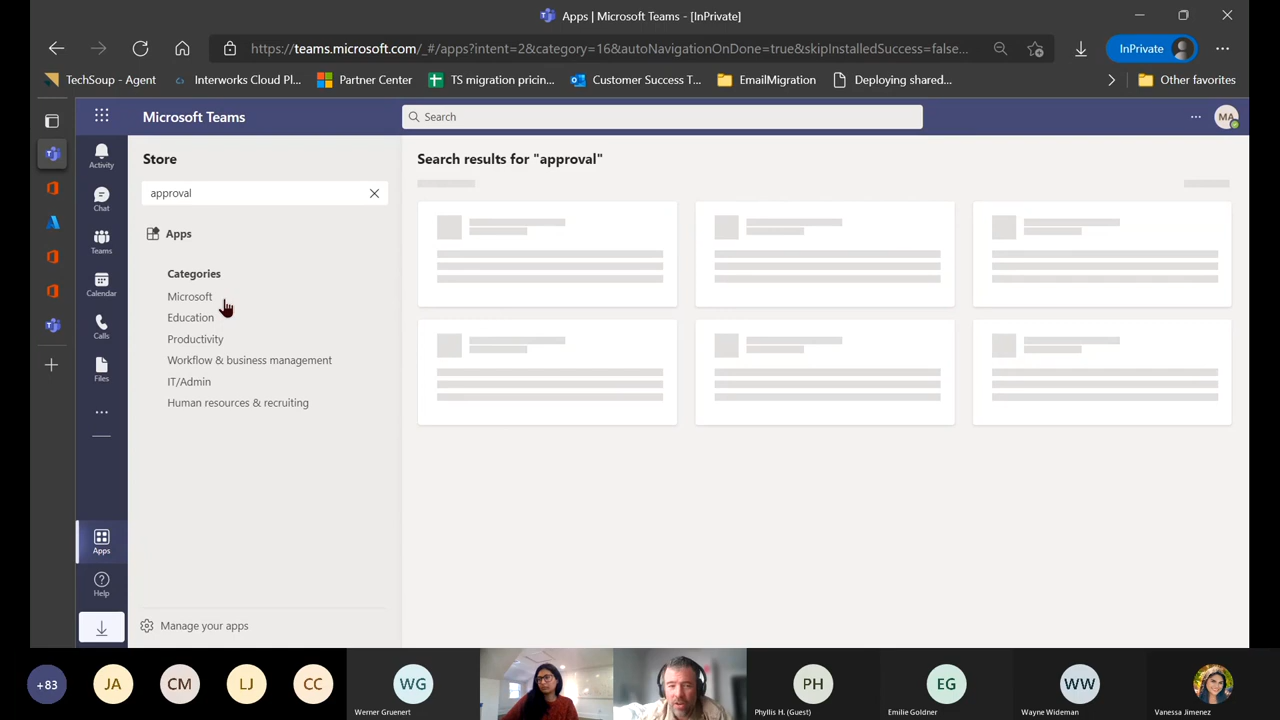 Apps | Microsoft Teams - [InPrivate]
https://teams.microsoft.com/_#/apps?intent=2&category=16&autoNavigationOnDone=true&skipInstalledSuccess=false...
InPrivate
TechSoup - Agent
Interworks Cloud Pl...
Partner Center
TS migration pricin...
Customer Success T...
EmailMigration
Deploying shared...
Other favorites
Microsoft Teams
Search
MA
Activity
Chat
Teams
Calendar
Calls
Files
Apps
Help
Store
approval
Apps
Categories
Microsoft
Education
Productivity
Workflow & business management
IT/Admin
Human resources & recruiting
Manage your apps
Search results for "approval"
+83
JA
CM
LJ
CC
WG
Werner Gruenert
PH
Phyllis H. (Guest)
EG
Emilie Goldner
WW
Wayne Wideman
Vanessa Jimenez